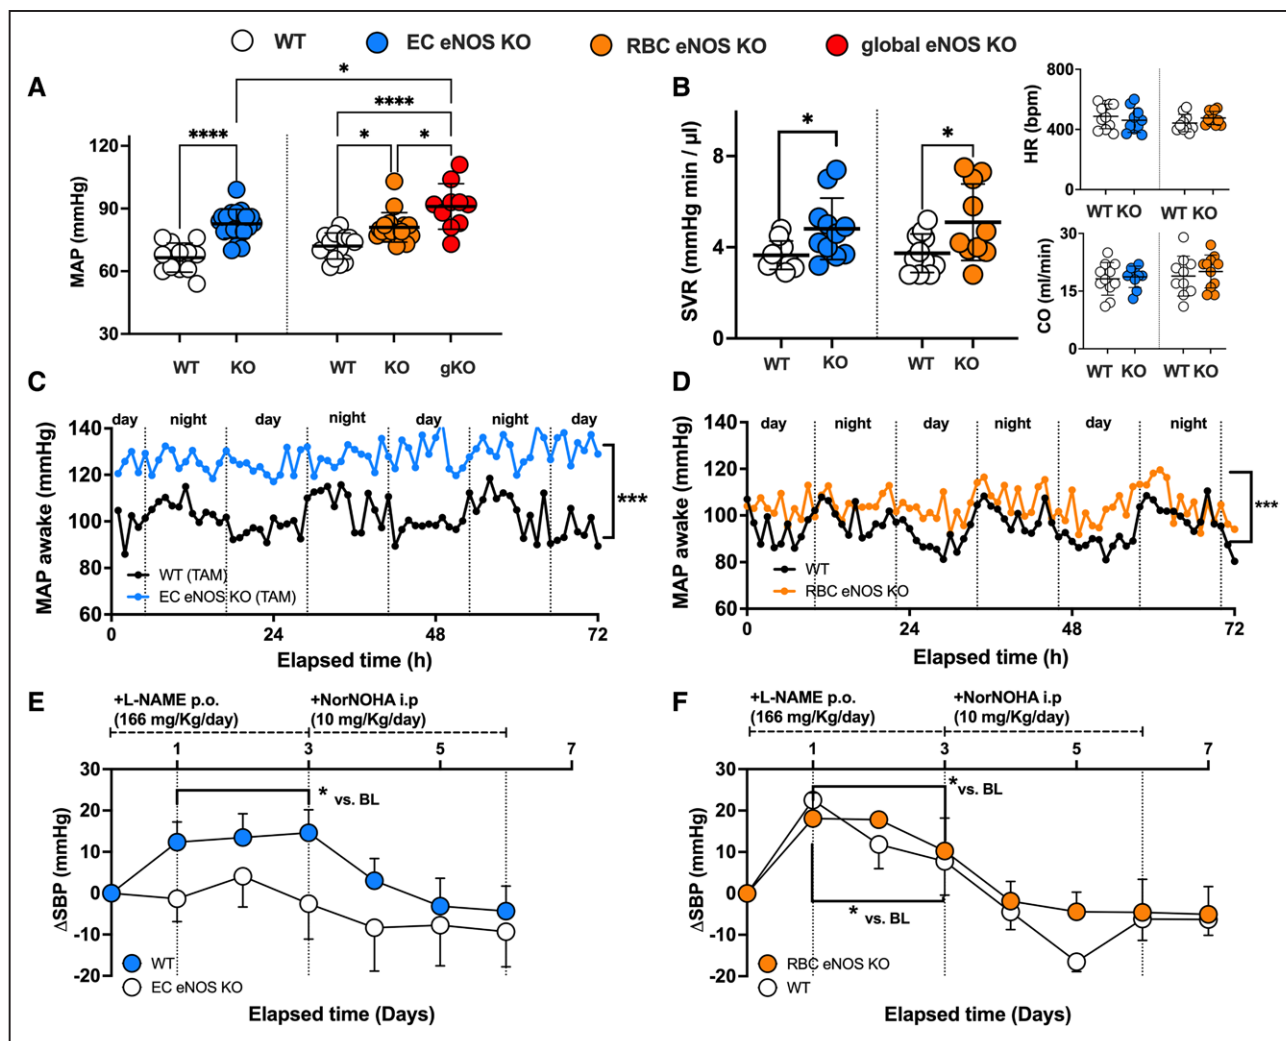 WT EC eNOS KO RBC eNOS KO global eNOS KO
A
MAP (mmHg)
120
90
60
30
****
*
****
*
*
WT KO WT KO gKO
B
SVR (mmHg min / µl)
8
4
0
*
*
WT KO WT KO
HR (bpm)
800
400
0
WT KO WT KO
CO (ml/min)
30
15
0
WT KO WT KO
C
MAP awake (mmHg)
140
120
100
80
60
day night day night day night day
***
WT (TAM)
EC eNOS KO (TAM)
0 24 48 72
Elapsed time (h)
D
MAP awake (mmHg)
140
120
100
80
60
day night day night day night
***
WT
RBC eNOS KO
0 24 48 72
Elapsed time (h)
E
+L-NAME p.o. +NorNOHA i.p
(166 mg/Kg/day) (10 mg/Kg/day)
1 3 5 7
ΔSBP (mmHg)
30
20
10
0
-10
-20
* vs. BL
WT
EC eNOS KO
Elapsed time (Days)
F
+L-NAME p.o. +NorNOHA i.p
(166 mg/Kg/day) (10 mg/Kg/day)
1 3 5 7
ΔSBP (mmHg)
30
20
10
0
-10
-20
* vs. BL
* vs. BL
RBC eNOS KO
WT
Elapsed time (Days)